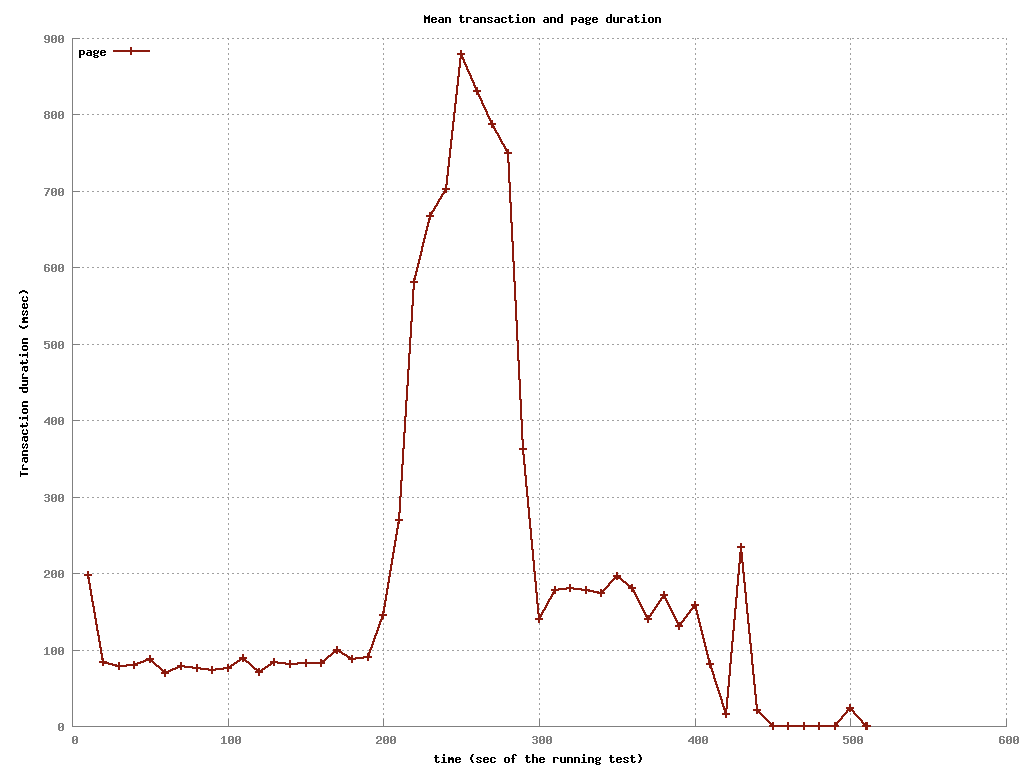 Mean transaction and page duration
page
900
800
700
600
500
400
300
200
100
0
Transaction duration (msec)
0 100 200 300 400 500 600
time (sec of the running test)